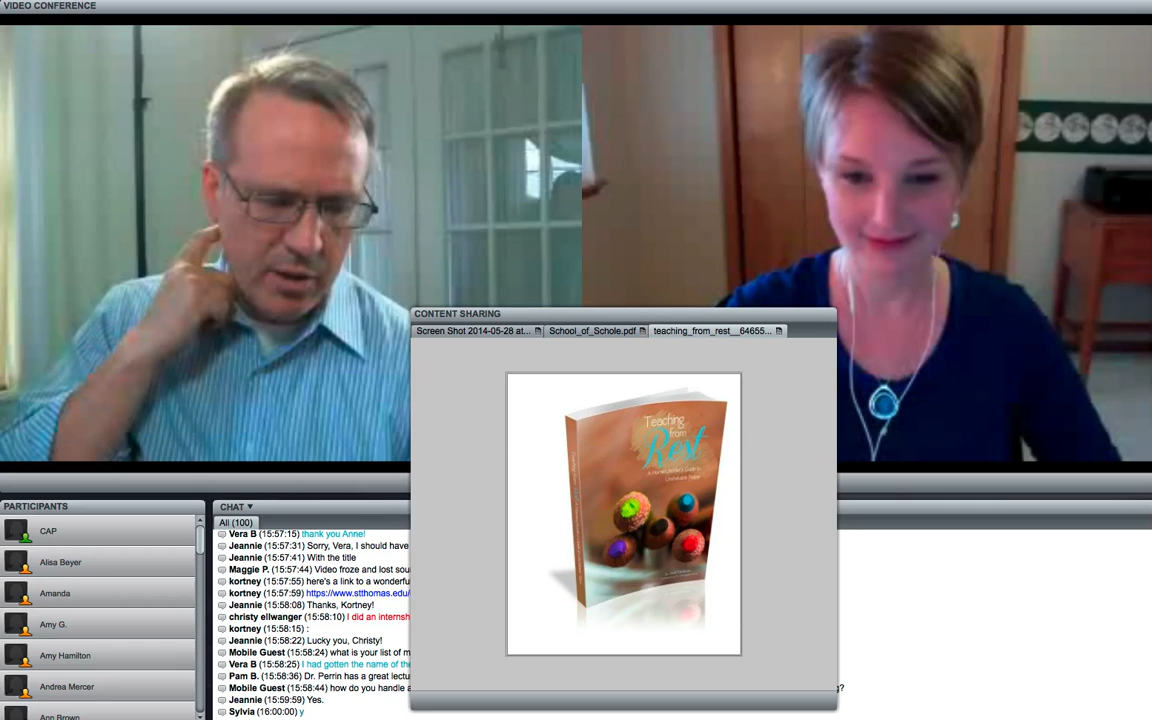 VIDEO CONFERENCE
CONTENT SHARING
Screen Shot 2014-05-28 at...
School_of_Schole.pdf
teaching_from_rest__64655...
Teaching
from
Rest
A Homeschooler's Guide to
Unshakable Peace
PARTICIPANTS
CAP
Alisa Beyer
Amanda
Amy G.
Amy Hamilton
Andrea Mercer
Ann Brown
CHAT
All (100)
Vera B (15:57:15) thank you Anne!
Jeannie (15:57:31) Sorry, Vera, I should have
Jeannie (15:57:41) With the title
Maggie P. (15:57:44) Video froze and lost sou
kortney (15:57:55) here's a link to a wonderfu
kortney (15:57:59) https://www.stthomas.edu/
Jeannie (15:58:08) Thanks, Kortney!
christy ellwanger (15:58:10) I did an internsh
kortney (15:58:15) :
Jeannie (15:58:22) Lucky you, Christy!
Mobile Guest (15:58:24) what is your list of m
Vera B (15:58:25) I had gotten the name of the
Pam B. (15:58:36) Dr. Perrin has a great lectu
Mobile Guest (15:58:44) how do you handle a g?
Jeannie (15:59:59) Yes.
Sylvia (16:00:00) y